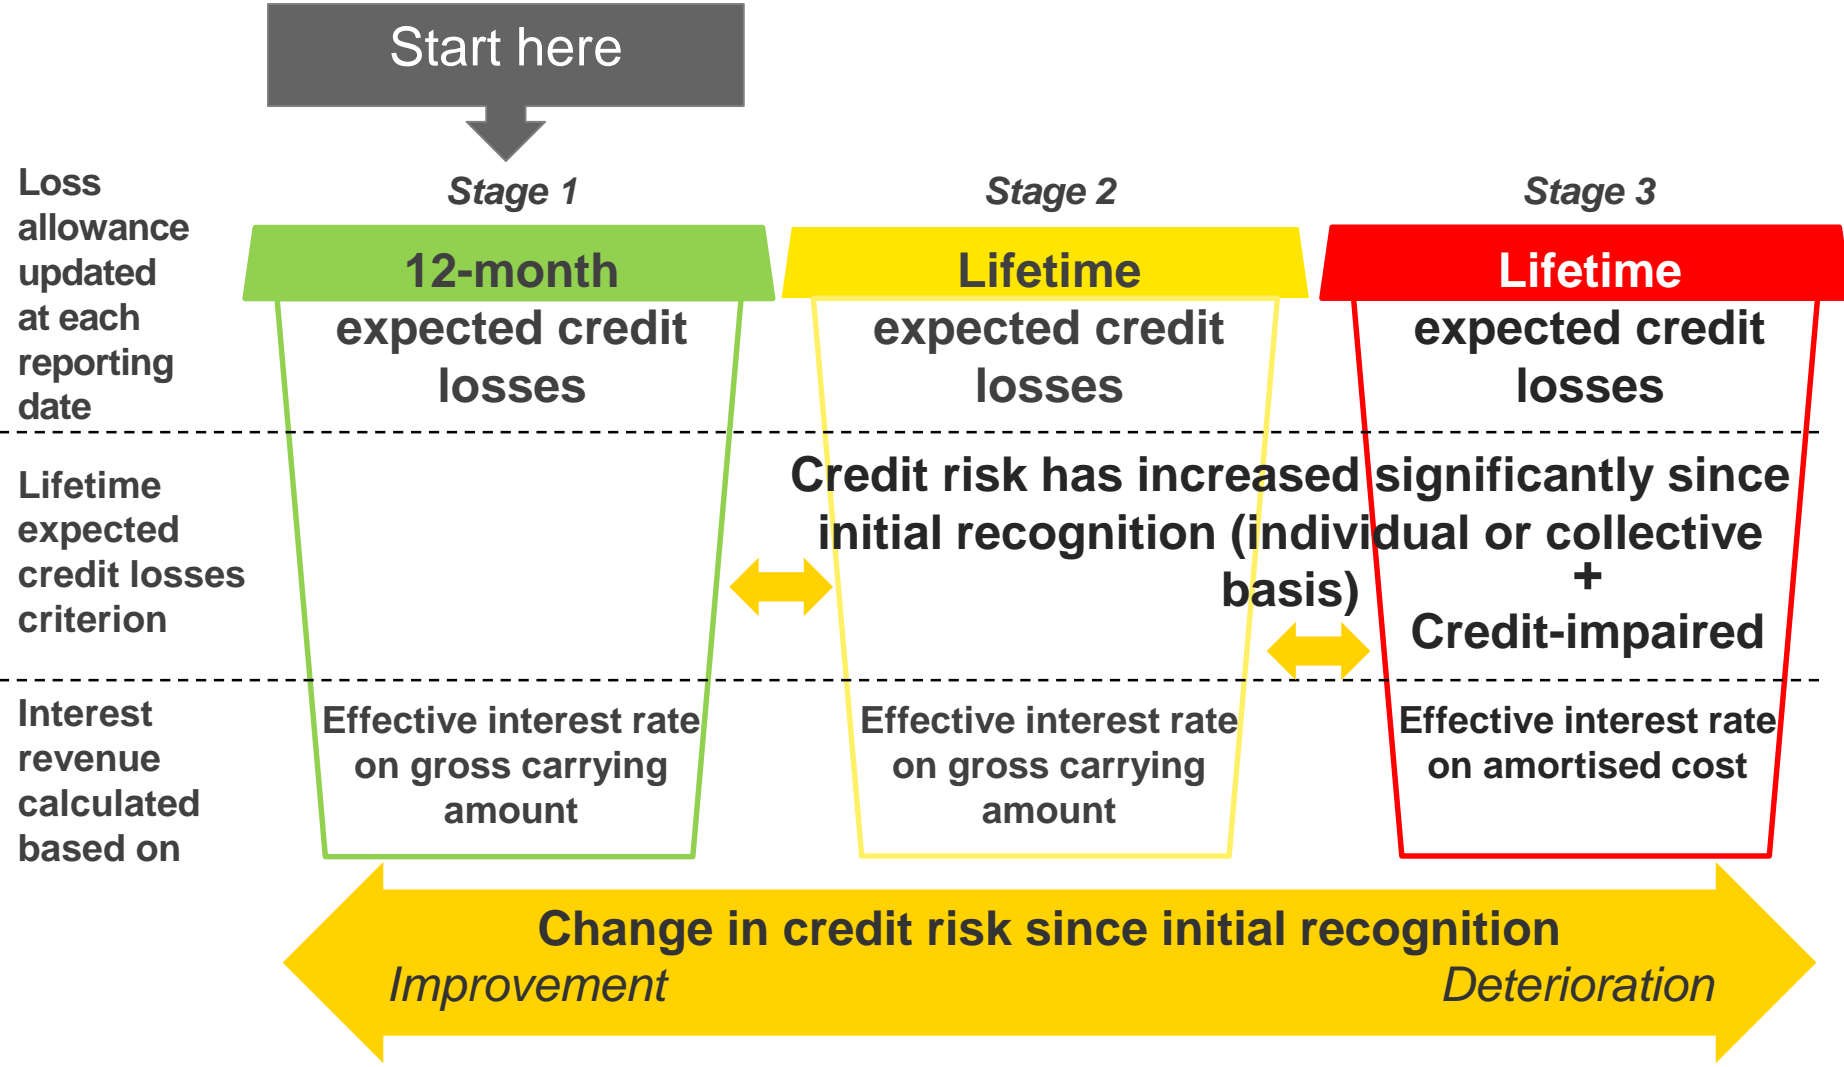 Start here
Loss
allowance
updated
at each
reporting
date
Stage 1
12-month
expected credit
losses
Stage 2
Lifetime
expected credit
losses
Stage 3
Lifetime
expected credit
losses
Lifetime
expected
credit losses
criterion
Credit risk has increased significantly since
initial recognition (individual or collective
basis)
+
Credit-impaired
Interest
revenue
calculated
based on
Effective interest rate
on gross carrying
amount
Effective interest rate
on gross carrying
amount
Effective interest rate
on amortised cost
Change in credit risk since initial recognition
Improvement
Deterioration